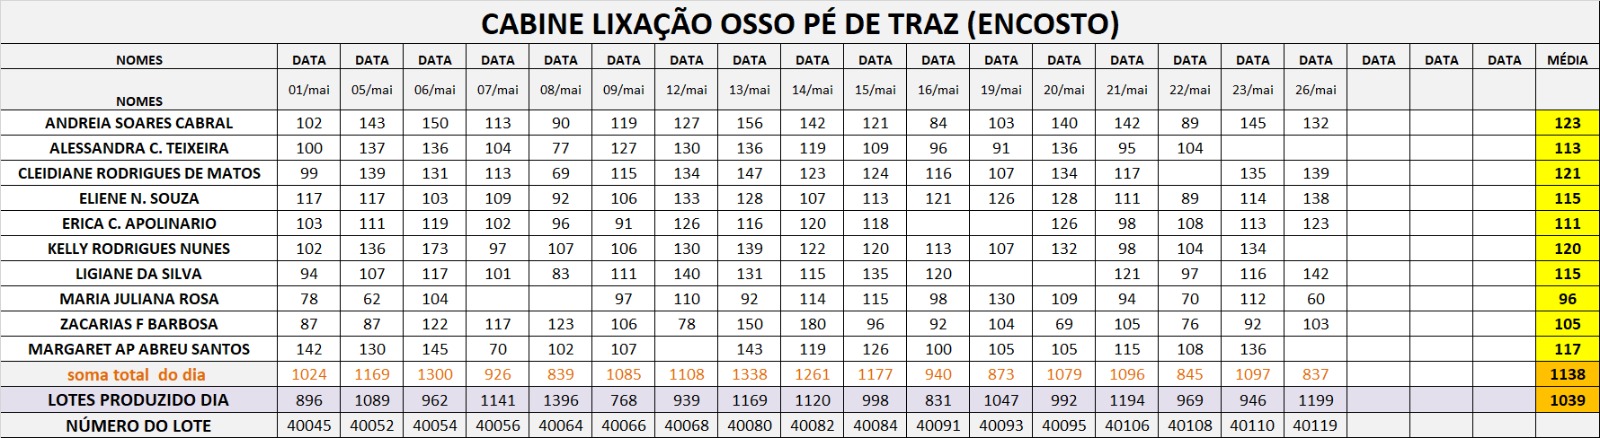 CABINE LIXAÇÃO OSSO PÉ DE TRAZ (ENCOSTO)
NOMES DATA DATA DATA DATA DATA DATA DATA DATA DATA DATA DATA DATA DATA DATA DATA DATA DATA DATA DATA DATA MÉDIA
NOMES 01/mai 05/mai 06/mai 07/mai 08/mai 09/mai 12/mai 13/mai 14/mai 15/mai 16/mai 19/mai 20/mai 21/mai 22/mai 23/mai 26/mai
ANDREIA SOARES CABRAL 102 143 150 113 90 119 127 156 142 121 84 103 140 142 89 145 132 123
ALESSANDRA C. TEIXEIRA 100 137 136 104 77 127 130 136 119 109 96 91 136 95 104 113
CLEIDIANE RODRIGUES DE MATOS 99 139 131 113 69 115 134 147 123 124 116 107 134 117 135 139 121
ELIENE N. SOUZA 117 117 103 109 92 106 133 128 107 113 121 126 128 111 89 114 138 115
ERICA C. APOLINARIO 103 111 119 102 96 91 126 116 120 118 126 98 108 113 123 111
KELLY RODRIGUES NUNES 102 136 173 97 107 106 130 139 122 120 113 107 132 98 104 134 120
LIGIANE DA SILVA 94 107 117 101 83 111 140 131 115 135 120 121 97 116 142 115
MARIA JULIANA ROSA 78 62 104 97 110 92 114 115 98 130 109 94 70 112 60 96
ZACARIAS F BARBOSA 87 87 122 117 123 106 78 150 180 96 92 104 69 105 76 92 103 105
MARGARET AP ABREU SANTOS 142 130 145 70 102 107 143 119 126 100 105 105 115 108 136 117
soma total do dia 1024 1169 1300 926 839 1085 1108 1338 1261 1177 940 873 1079 1096 845 1097 837 1138
LOTES PRODUZIDO DIA 896 1089 962 1141 1396 768 939 1169 1120 998 831 1047 992 1194 969 946 1199 1039
NÚMERO DO LOTE 40045 40052 40054 40056 40064 40066 40068 40080 40082 40084 40091 40093 40095 40106 40108 40110 40119